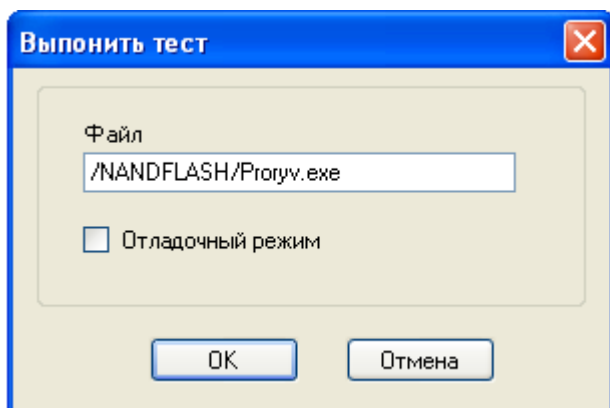 Выпонить тест
Файл
/NANDFLASH/Proryv.exe
Отладочный режим
OK
Отмена